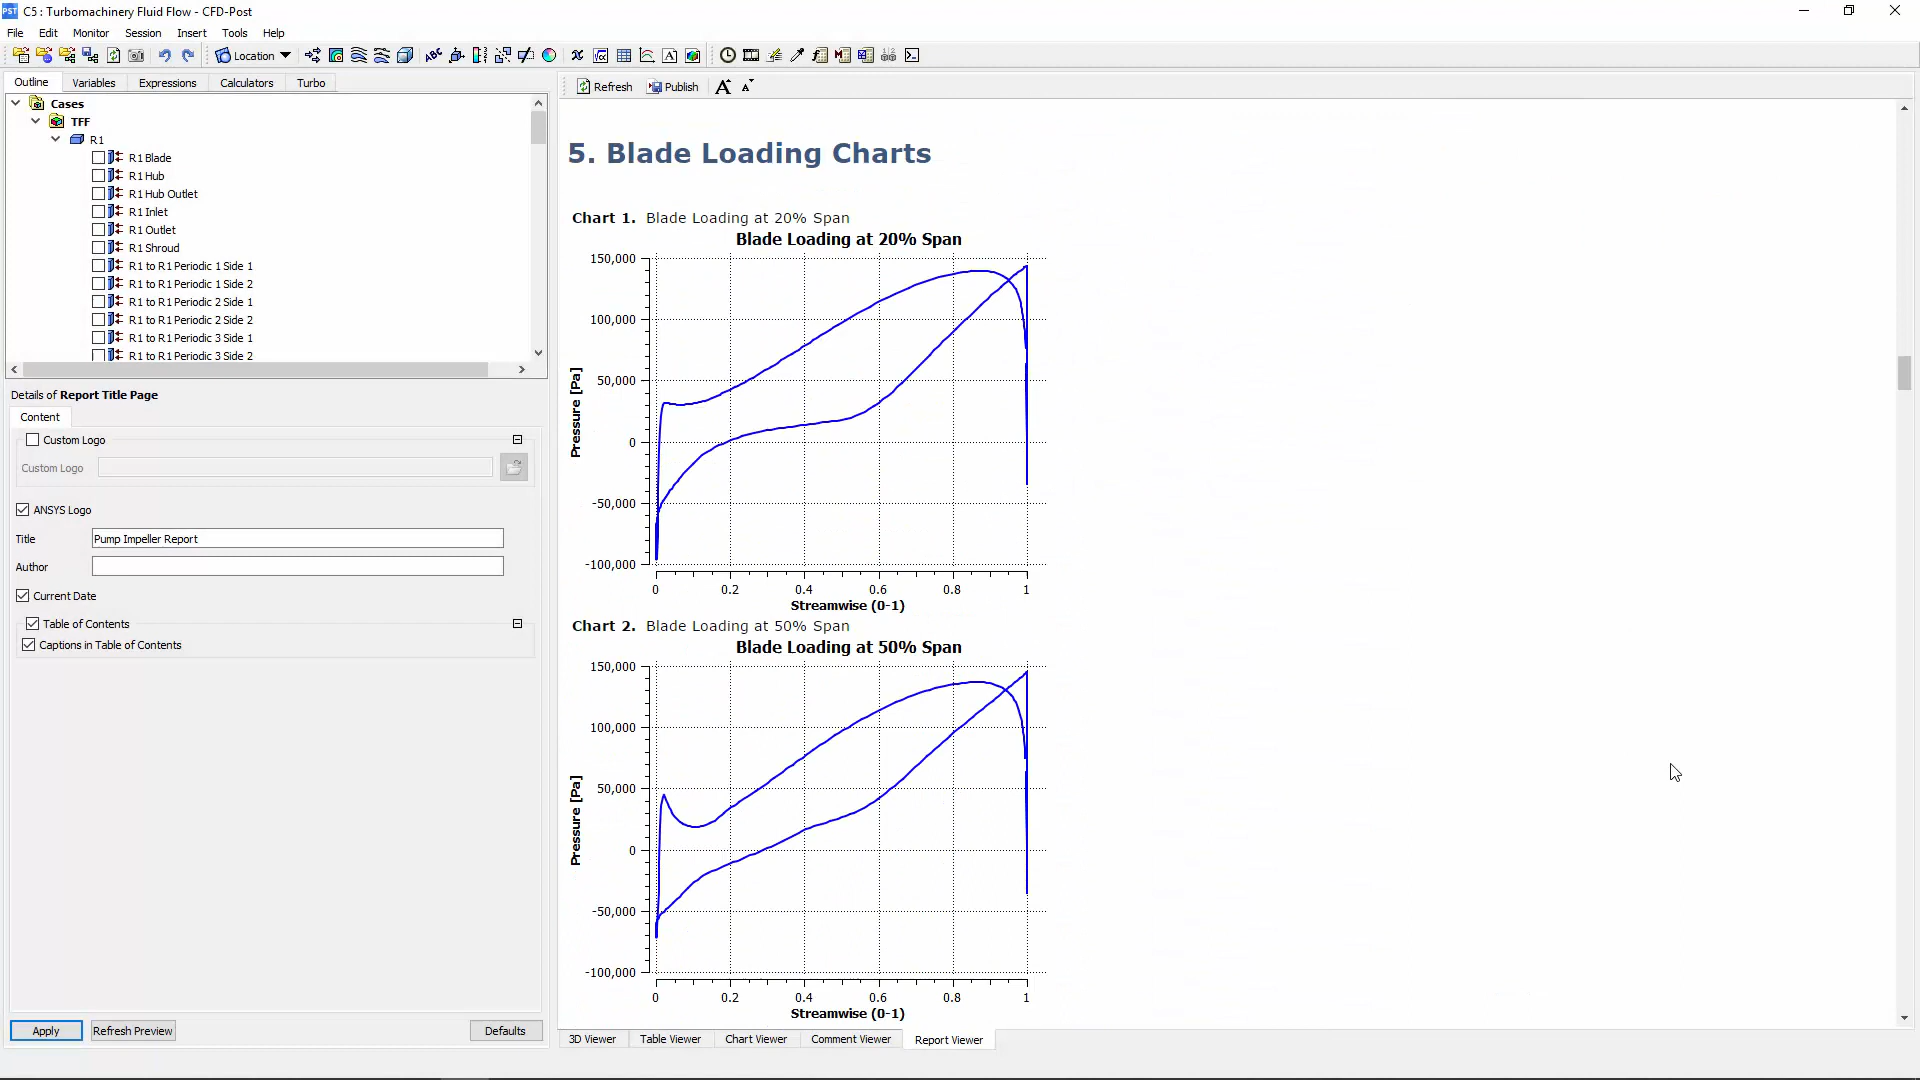 PST C5 : Turbomachinery Fluid Flow - CFD-Post
File Edit Monitor Session Insert Tools Help
Location
Outline Variables Expressions Calculators Turbo
Refresh Publish
Cases
TFF
R1
R1 Blade
R1 Hub
R1 Hub Outlet
R1 Inlet
R1 Outlet
R1 Shroud
R1 to R1 Periodic 1 Side 1
R1 to R1 Periodic 1 Side 2
R1 to R1 Periodic 2 Side 1
R1 to R1 Periodic 2 Side 2
R1 to R1 Periodic 3 Side 1
R1 to R1 Periodic 3 Side 2
Details of Report Title Page
Content
Custom Logo
Custom Logo
ANSYS Logo
Title Pump Impeller Report
Author
Current Date
Table of Contents
Captions in Table of Contents
Apply Refresh Preview Defaults
5. Blade Loading Charts
Chart 1. Blade Loading at 20% Span
Blade Loading at 20% Span
150,000
100,000
50,000
0
-50,000
-100,000
Pressure [Pa]
0 0.2 0.4 0.6 0.8 1
Streamwise (0-1)
Chart 2. Blade Loading at 50% Span
Blade Loading at 50% Span
150,000
100,000
50,000
0
-50,000
-100,000
Pressure [Pa]
0 0.2 0.4 0.6 0.8 1
Streamwise (0-1)
3D Viewer Table Viewer Chart Viewer Comment Viewer Report Viewer